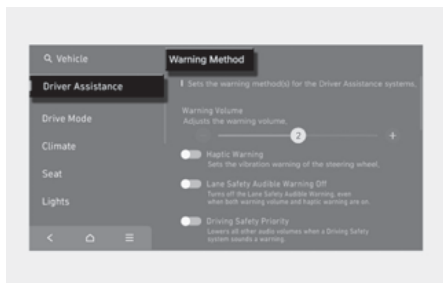 Vehicle
Warning Method
Driver Assistance
Sets the warning method(s) for the Driver Assistance systems.
Warning Volume
Adjusts the warning volume.
Drive Mode
2
Climate
Haptic Warning
Sets the vibration warning of the steering wheel.
Seat
Lane Safety Audible Warning Off
Turns off the Lane Safety Audible Warning, even
when both warning volume and haptic warning are on
Lights
Driving Safety Priority
Lowers all other audio volumes when a Driving Safety
system sounds a warning.